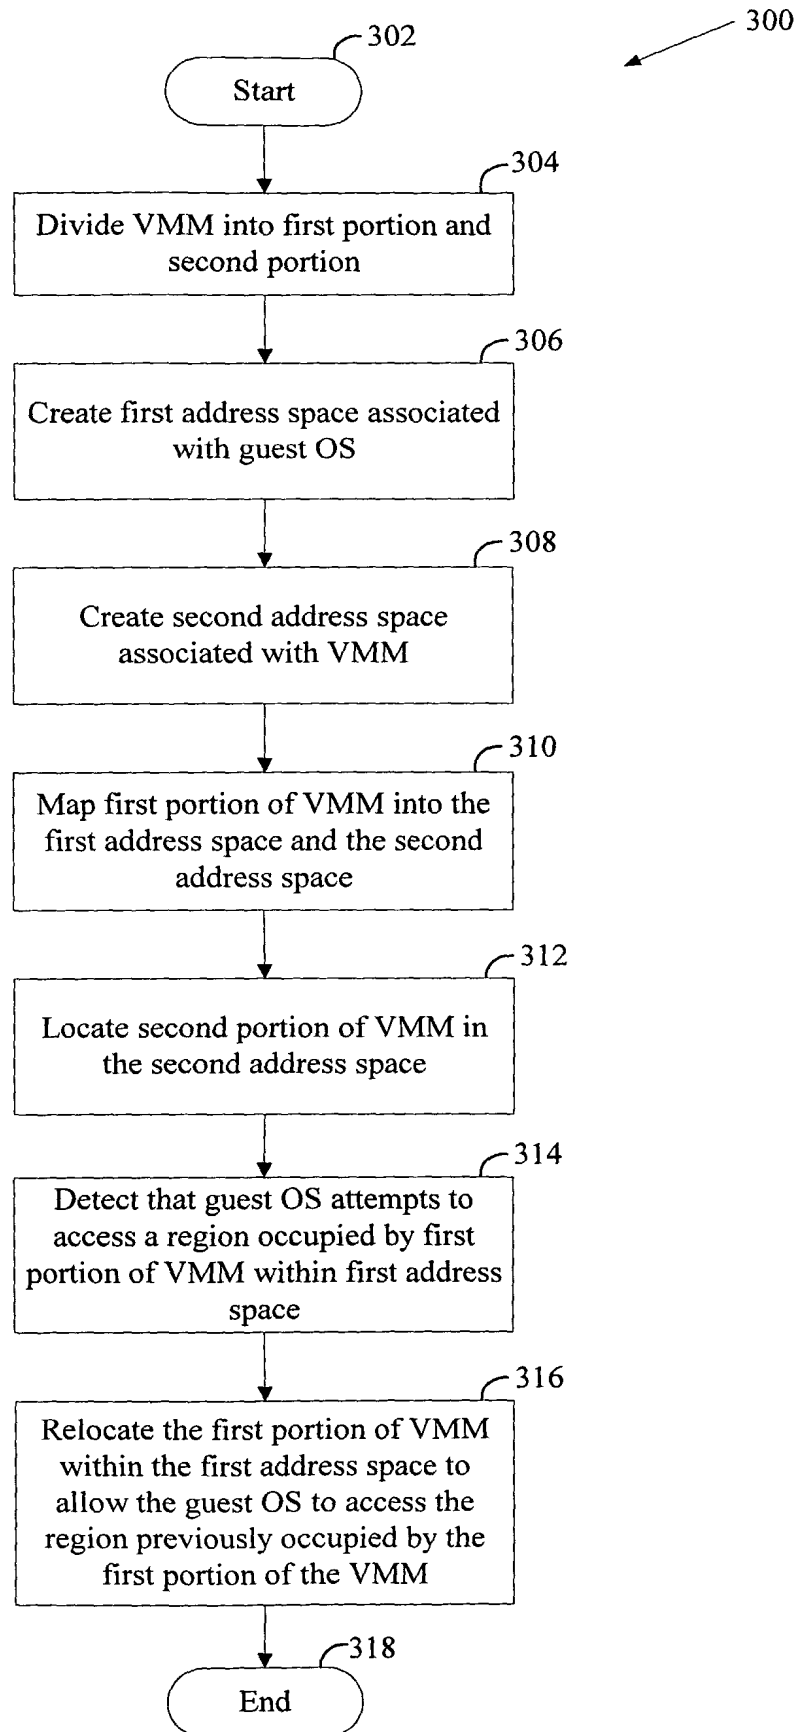 300
302
Start
304
Divide VMM into first portion and
second portion
306
Create first address space associated
with guest OS
308
Create second address space
associated with VMM
310
Map first portion of VMM into the
first address space and the second
address space
312
Locate second portion of VMM in
the second address space
314
Detect that guest OS attempts to
access a region occupied by first
portion of VMM within first address
space
316
Relocate the first portion of VMM
within the first address space to
allow the guest OS to access the
region previously occupied by the
first portion of the VMM
318
End